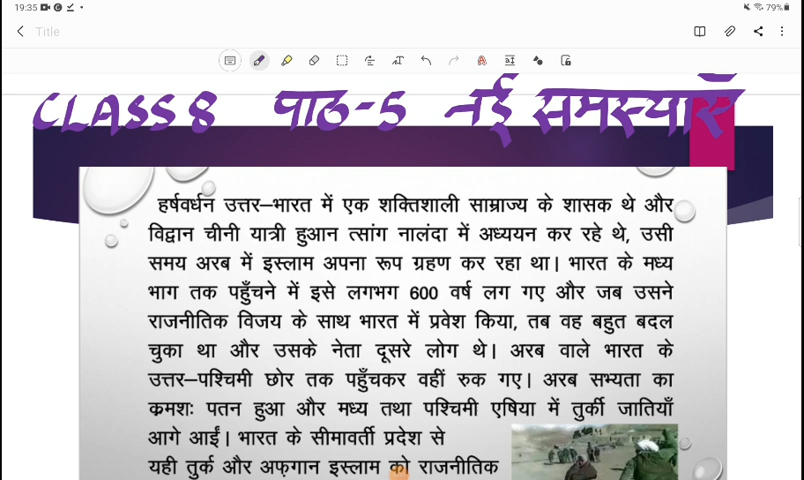 19:35 79%
Title
CLASS 8 पाठ-5 नई समस्याएँ
हर्षवर्धन उत्तर–भारत में एक शक्तिशाली साम्राज्य के शासक थे और
विद्वान चीनी यात्री हुआन त्सांग नालंदा में अध्ययन कर रहे थे, उसी
समय अरब में इस्लाम अपना रूप ग्रहण कर रहा था। भारत के मध्य
भाग तक पहुँचने में इसे लगभग 600 वर्ष लग गए और जब उसने
राजनीतिक विजय के साथ भारत में प्रवेश किया, तब वह बहुत बदल
चुका था और उसके नेता दूसरे लोग थे। अरब वाले भारत के
उत्तर–पश्चिमी छोर तक पहुँचकर वहीं रुक गए। अरब सभ्यता का
क्रमशः पतन हुआ और मध्य तथा पश्चिमी एषिया में तुर्की जातियाँ
आगे आईं। भारत के सीमावर्ती प्रदेश से
यही तुर्क और अफ़गान इस्लाम को राजनीतिक